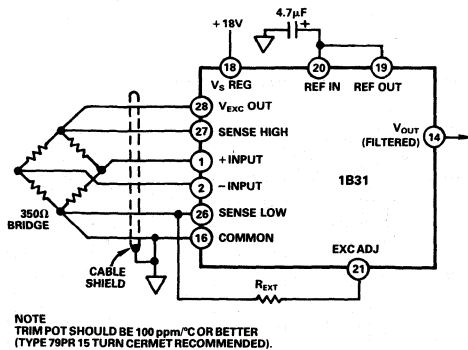 4.7μF
+
+18V
18
20
19
VS REG
REF IN
REF OUT
28
VEXC OUT
27
SENSE HIGH
VOUT
(FILTERED)
14
1
+INPUT
2
−INPUT
1B31
350Ω
BRIDGE
26
SENSE LOW
16
COMMON
EXC ADJ
21
CABLE
SHIELD
REXT
NOTE
TRIM POT SHOULD BE 100 ppm/°C OR BETTER
(TYPE 79PR 15 TURN CERMET RECOMMENDED).